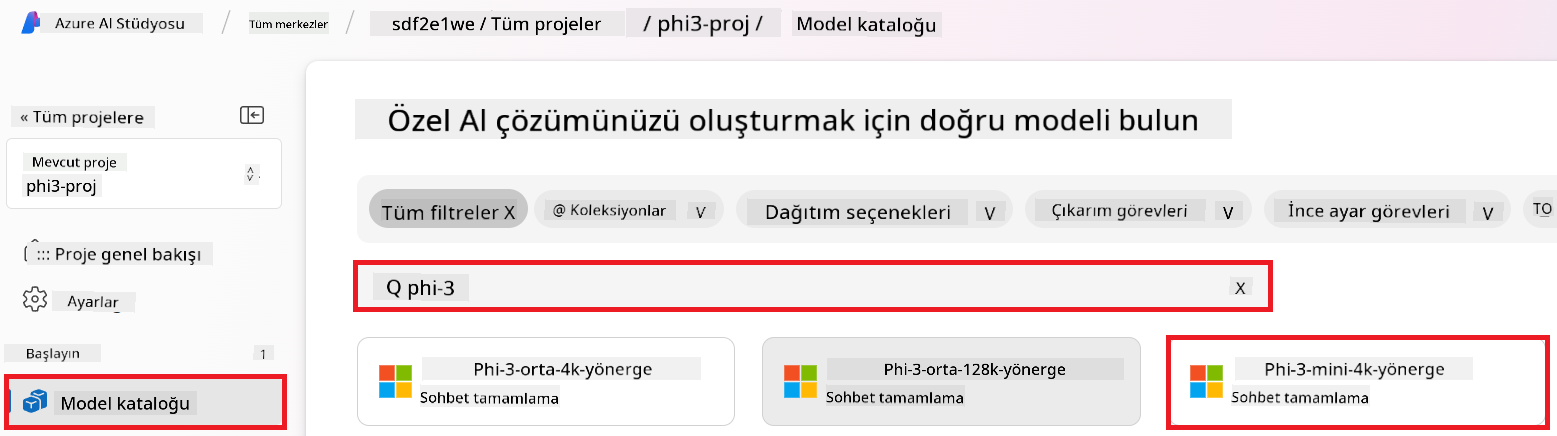 Azure AI Stüdyosu / Tüm merkezler / sdf2e1we / Tüm projeler / phi3-proj / Model kataloğu
« Tüm projelere
Mevcut proje
phi3-proj
::: Proje genel bakışı
Ayarlar
Başlayın 1
Model kataloğu
Özel AI çözümünüzü oluşturmak için doğru modeli bulun
Tüm filtreler X @ Koleksiyonlar V Dağıtım seçenekleri V Çıkarım görevleri V İnce ayar görevleri V TO
Q phi-3 X
Phi-3-orta-4k-yönerge
Sohbet tamamlama
Phi-3-orta-128k-yönerge
Sohbet tamamlama
Phi-3-mini-4k-yönerge
Sohbet tamamlama